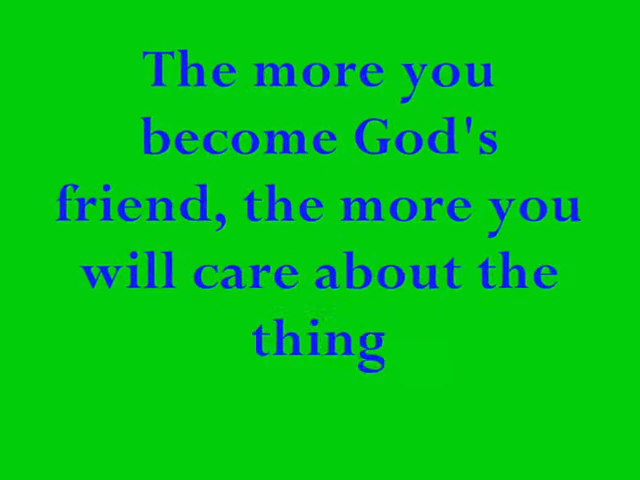 The more you
become God's
friend, the more you
will care about the
thing